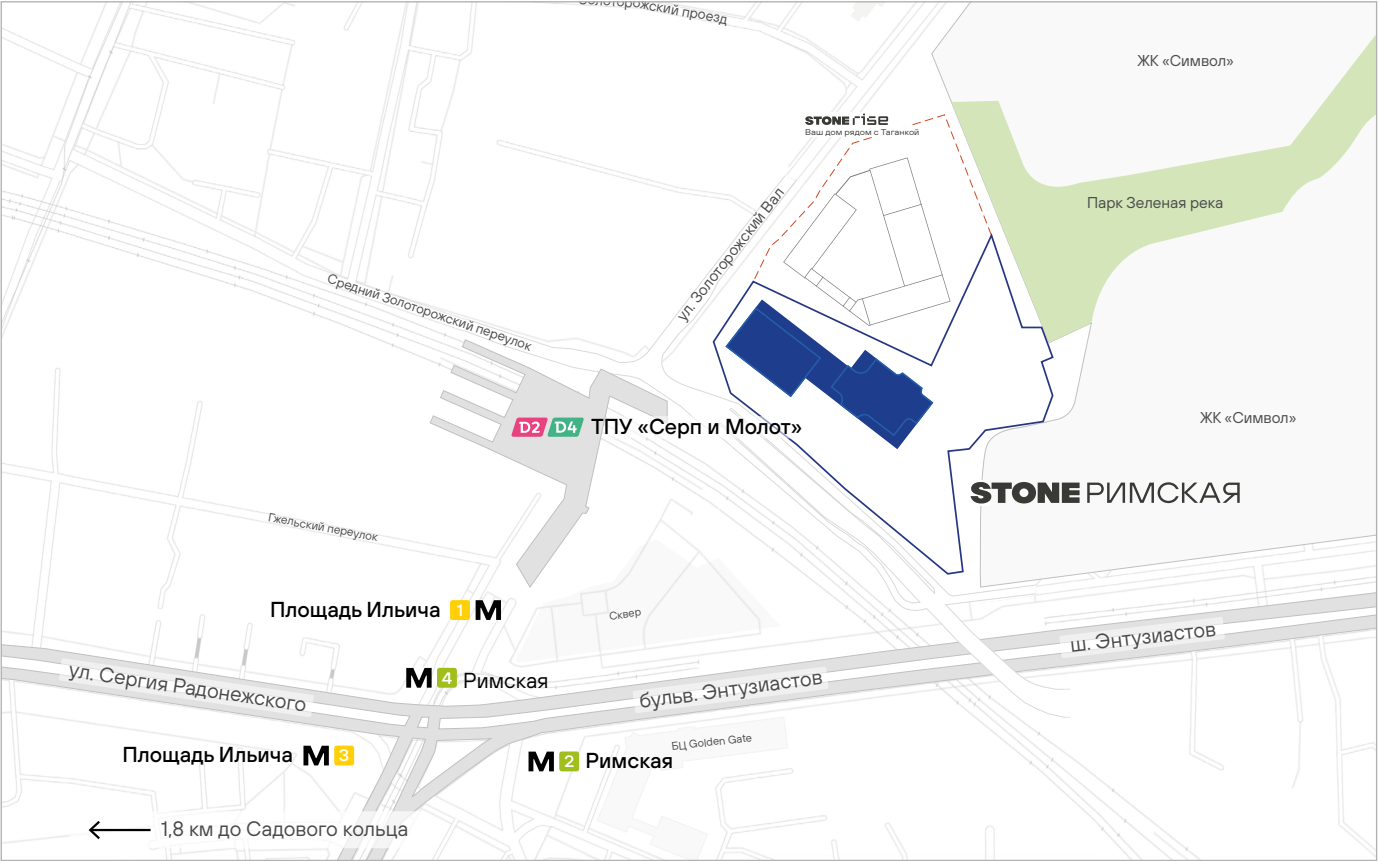 Золоторожский проезд
ЖК «Символ»
STONE rise
Ваш дом рядом с Таганкой
Парк Зеленая река
ул. Золоторожский Вал
Средний Золоторожский переулок
ЖК «Символ»
D2 D4 ТПУ «Серп и Молот»
STONE РИМСКАЯ
Гжельский переулок
Площадь Ильича 1 М
Сквер
ш. Энтузиастов
М 4 Римская
ул. Сергия Радонежского
бульв. Энтузиастов
БЦ Golden Gate
Площадь Ильича М 3
М 2 Римская
1,8 км до Садового кольца